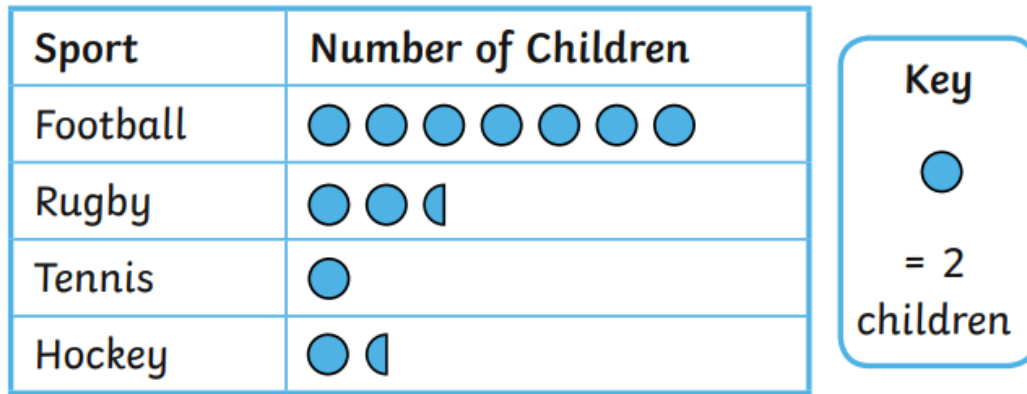 Sport Number of Children
Football
Rugby
Tennis
Hockey
Key
= 2
children